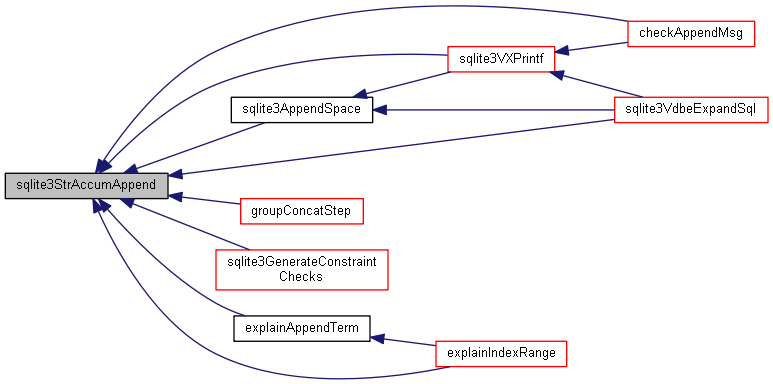 checkAppendMsg
sqlite3VXPrintf
sqlite3AppendSpace
sqlite3VdbeExpandSql
sqlite3StrAccumAppend
groupConcatStep
sqlite3GenerateConstraint
Checks
explainAppendTerm
explainIndexRange